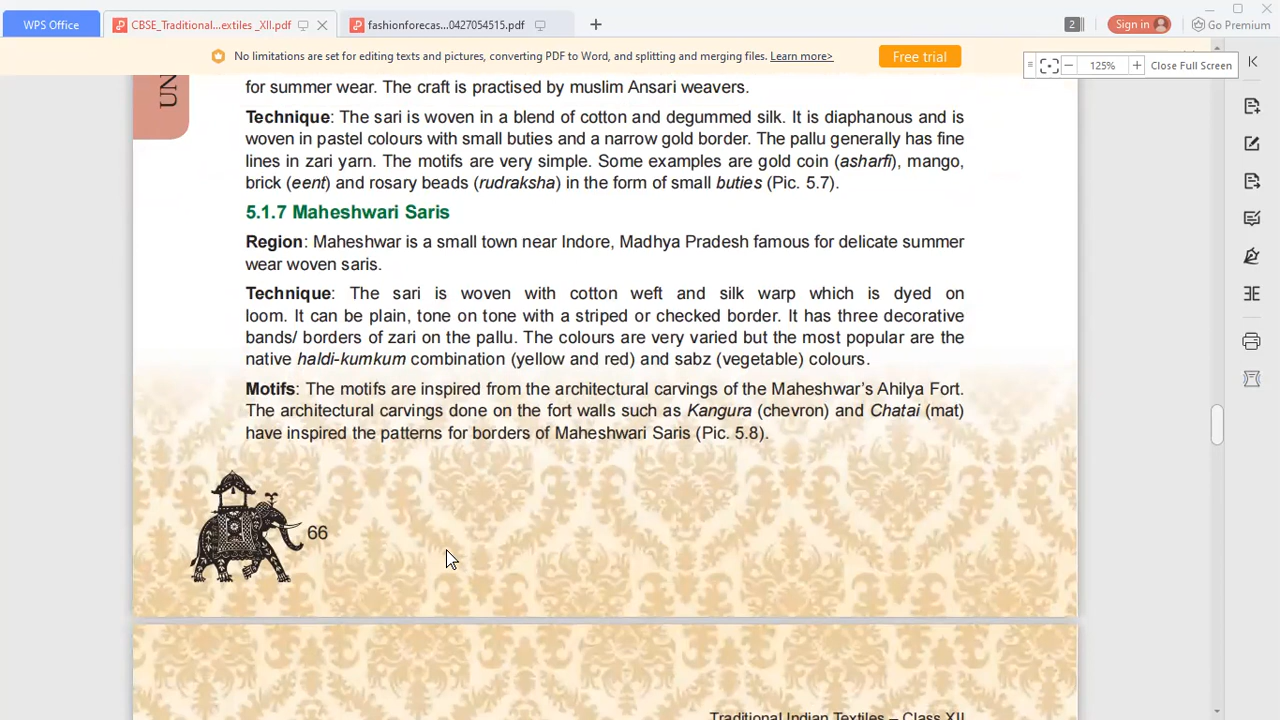 WPS Office
CBSE_Traditional...extiles _XII.pdf
fashionforecas...0427054515.pdf
2
Sign in
Go Premium
No limitations are set for editing texts and pictures, converting PDF to Word, and splitting and merging files. Learn more>
Free trial
125%
Close Full Screen
UN
for summer wear. The craft is practised by muslim Ansari weavers.
Technique: The sari is woven in a blend of cotton and degummed silk. It is diaphanous and is
woven in pastel colours with small buties and a narrow gold border. The pallu generally has fine
lines in zari yarn. The motifs are very simple. Some examples are gold coin (asharfi), mango,
brick (eent) and rosary beads (rudraksha) in the form of small buties (Pic. 5.7).
5.1.7 Maheshwari Saris
Region: Maheshwar is a small town near Indore, Madhya Pradesh famous for delicate summer
wear woven saris.
Technique: The sari is woven with cotton weft and silk warp which is dyed on
loom. It can be plain, tone on tone with a striped or checked border. It has three decorative
bands/ borders of zari on the pallu. The colours are very varied but the most popular are the
native haldi-kumkum combination (yellow and red) and sabz (vegetable) colours.
Motifs: The motifs are inspired from the architectural carvings of the Maheshwar's Ahilya Fort.
The architectural carvings done on the fort walls such as Kangura (chevron) and Chatai (mat)
have inspired the patterns for borders of Maheshwari Saris (Pic. 5.8).
66
Traditional Indian Textiles – Class XII